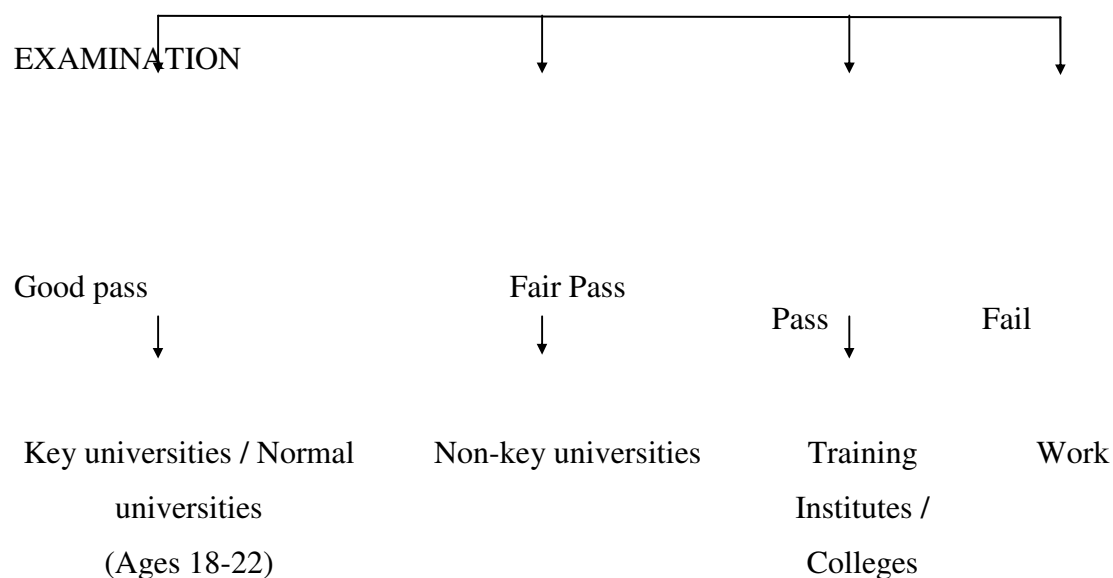 EXAMINATION
Good pass
Fair Pass
Pass
Fail
Key universities / Normal
universities
(Ages 18-22)
Non-key universities
Training
Institutes /
Colleges
Work